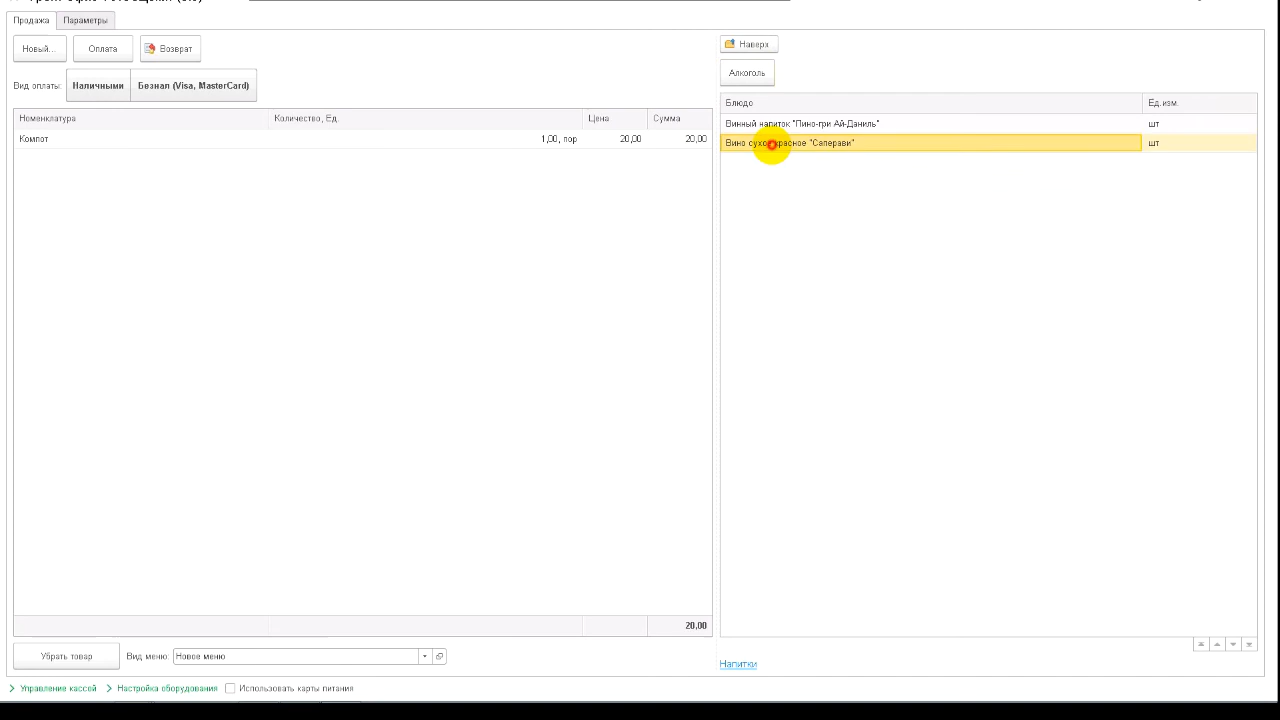 Продажа Параметры
Новый... Оплата Возврат
Вид оплаты: Наличными Безнал (Visa, MasterCard)
Номенклатура Количество, Ед. Цена Сумма
Компот 1,00, пор 20,00 20,00
20,00
Убрать товар Вид меню: Новое меню
Управление кассой Настройка оборудования Использовать карты питания
Наверх
Алкоголь
Блюдо Ед.изм.
Винный напиток "Пино-гри Ай-Даниль" шт
Вино сухо красное "Саперави" шт
Напитки